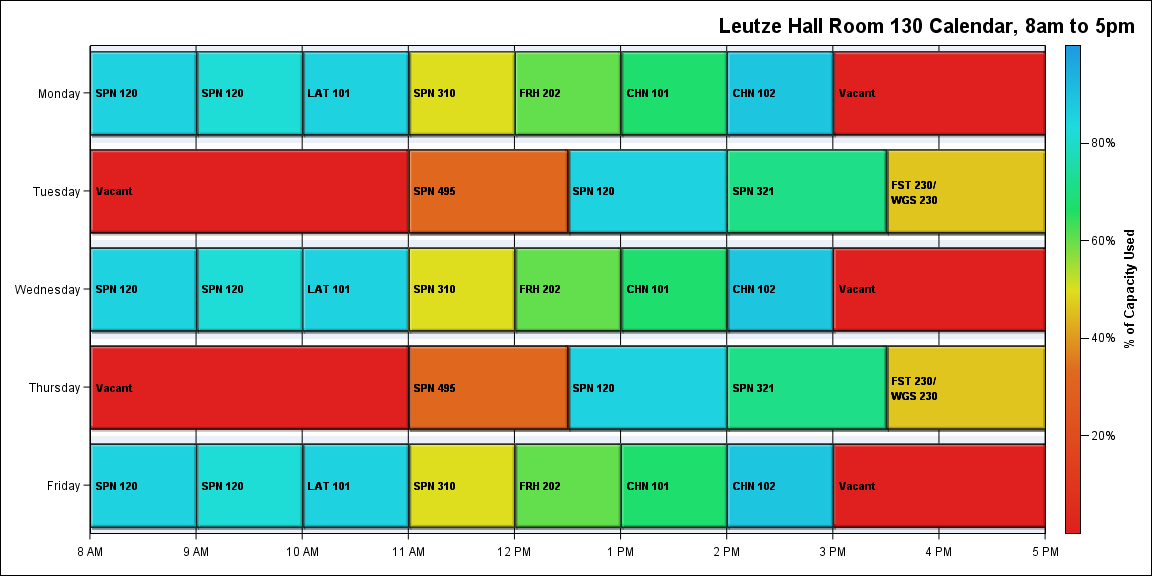 Leutze Hall Room 130 Calendar, 8am to 5pm
Monday
SPN 120
SPN 120
LAT 101
SPN 310
FRH 202
CHN 101
CHN 102
Vacant
Tuesday
Vacant
SPN 495
SPN 120
SPN 321
FST 230/
WGS 230
Wednesday
SPN 120
SPN 120
LAT 101
SPN 310
FRH 202
CHN 101
CHN 102
Vacant
Thursday
Vacant
SPN 495
SPN 120
SPN 321
FST 230/
WGS 230
Friday
SPN 120
SPN 120
LAT 101
SPN 310
FRH 202
CHN 101
CHN 102
Vacant
8 AM
9 AM
10 AM
11 AM
12 PM
1 PM
2 PM
3 PM
4 PM
5 PM
80%
60%
40%
20%
% of Capacity Used